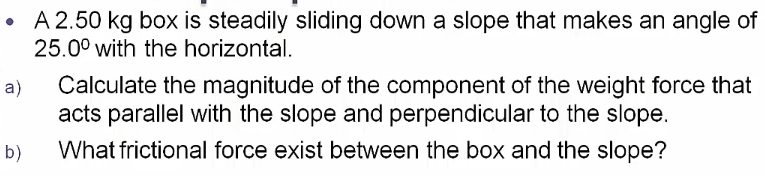 • A 2.50 kg box is steadily sliding down a slope that makes an angle of
25.0⁰ with the horizontal.
a) Calculate the magnitude of the component of the weight force that
acts parallel with the slope and perpendicular to the slope.
b) What frictional force exist between the box and the slope?